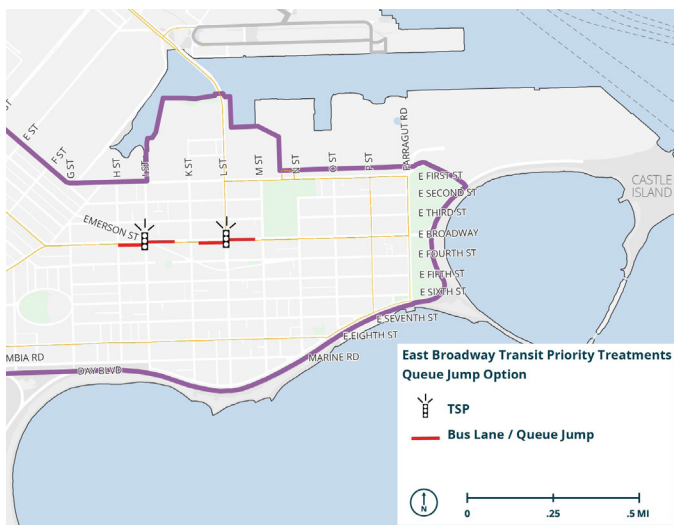 ST
E ST
F ST
G ST
H ST
I ST
K ST
L ST
M ST
N ST
O ST
P ST
FARRAGUT RD
E FIRST ST
CASTLE
ISLAND
E SECOND ST
E THIRD ST
EMERSON ST
E BROADWAY
E FOURTH ST
E FIFTH ST
E SIXTH ST
E SEVENTH ST
E EIGHTH ST
MBIA RD
MARINE RD
DAY BLVD
East Broadway Transit Priority Treatments
Queue Jump Option
TSP
Bus Lane / Queue Jump
N
0 .25 .5 MI